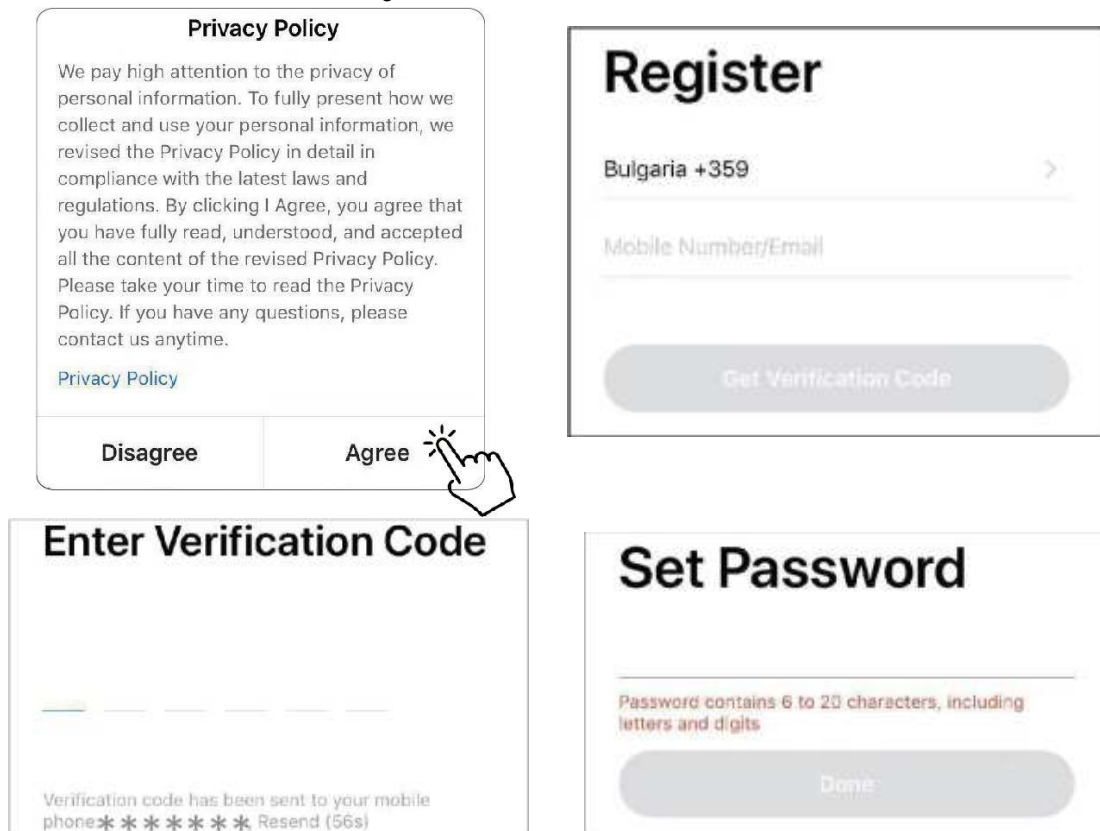 Privacy Policy
We pay high attention to the privacy of
personal information. To fully present how we
collect and use your personal information, we
revised the Privacy Policy in detail in
compliance with the latest laws and
regulations. By clicking I Agree, you agree that
you have fully read, understood, and accepted
all the content of the revised Privacy Policy.
Please take your time to read the Privacy
Policy. If you have any questions, please
contact us anytime.
Privacy Policy
Disagree
Agree
Register
Bulgaria +359
Mobile Number/Email
Get Verification Code
Enter Verification Code
Verification code has been sent to your mobile
phone******* Resend (56s)
Set Password
Password contains 6 to 20 characters, including
letters and digits
Done